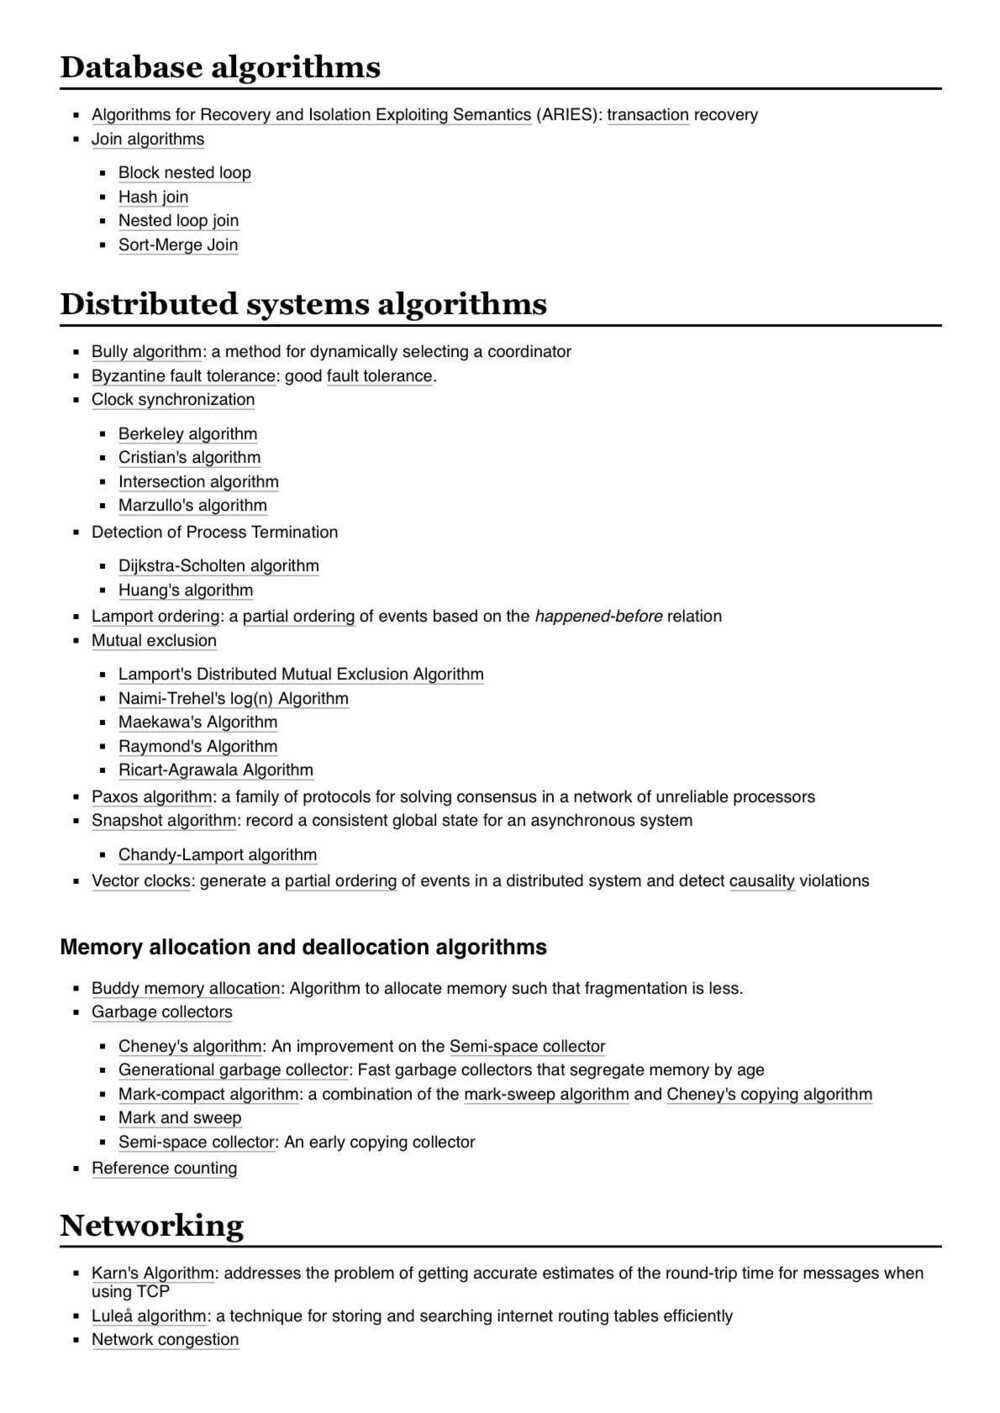 Database algorithms
▪ Algorithms for Recovery and Isolation Exploiting Semantics (ARIES): transaction recovery
▪ Join algorithms
▪ Block nested loop
▪ Hash join
▪ Nested loop join
▪ Sort-Merge Join
Distributed systems algorithms
▪ Bully algorithm: a method for dynamically selecting a coordinator
▪ Byzantine fault tolerance: good fault tolerance.
▪ Clock synchronization
▪ Berkeley algorithm
▪ Cristian's algorithm
▪ Intersection algorithm
▪ Marzullo's algorithm
▪ Detection of Process Termination
▪ Dijkstra-Scholten algorithm
▪ Huang's algorithm
▪ Lamport ordering: a partial ordering of events based on the happened-before relation
▪ Mutual exclusion
▪ Lamport's Distributed Mutual Exclusion Algorithm
▪ Naimi-Trehel's log(n) Algorithm
▪ Maekawa's Algorithm
▪ Raymond's Algorithm
▪ Ricart-Agrawala Algorithm
▪ Paxos algorithm: a family of protocols for solving consensus in a network of unreliable processors
▪ Snapshot algorithm: record a consistent global state for an asynchronous system
▪ Chandy-Lamport algorithm
▪ Vector clocks: generate a partial ordering of events in a distributed system and detect causality violations
Memory allocation and deallocation algorithms
▪ Buddy memory allocation: Algorithm to allocate memory such that fragmentation is less.
▪ Garbage collectors
▪ Cheney's algorithm: An improvement on the Semi-space collector
▪ Generational garbage collector: Fast garbage collectors that segregate memory by age
▪ Mark-compact algorithm: a combination of the mark-sweep algorithm and Cheney's copying algorithm
▪ Mark and sweep
▪ Semi-space collector: An early copying collector
▪ Reference counting
Networking
▪ Karn's Algorithm: addresses the problem of getting accurate estimates of the round-trip time for messages when
using TCP
▪ Luleå algorithm: a technique for storing and searching internet routing tables efficiently
▪ Network congestion